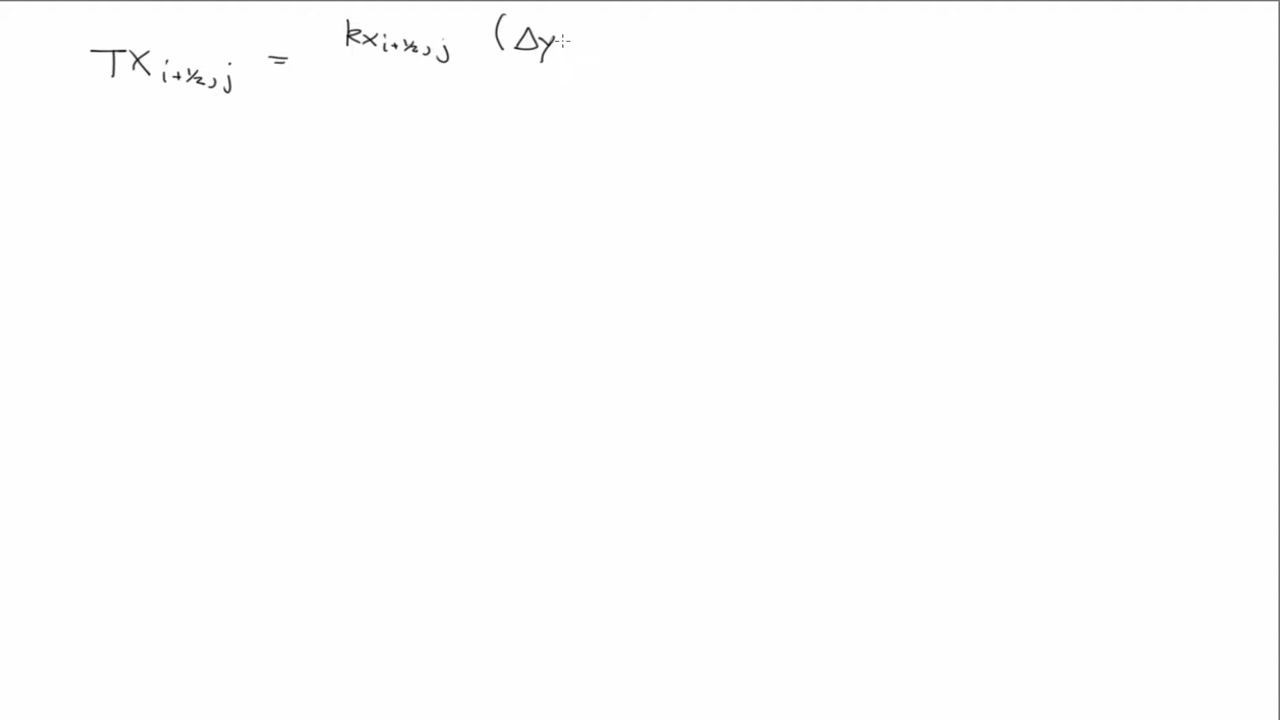 TX i+½,j = kx i+½,j (Δy